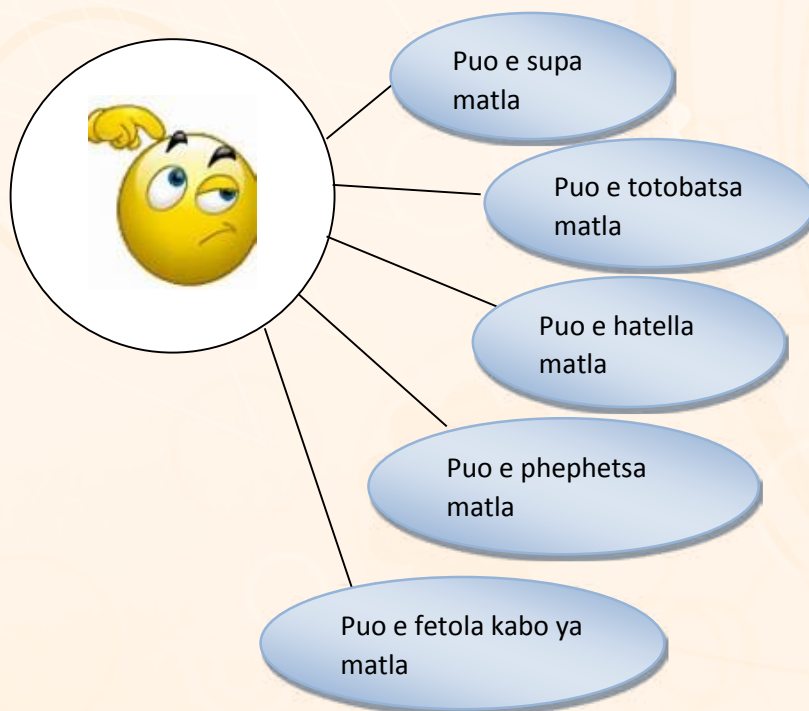 Puo e supa
matla
Puo e totobatsa
matla
Puo e hatella
matla
Puo e phephetsa
matla
Puo e fetola kabo ya
matla